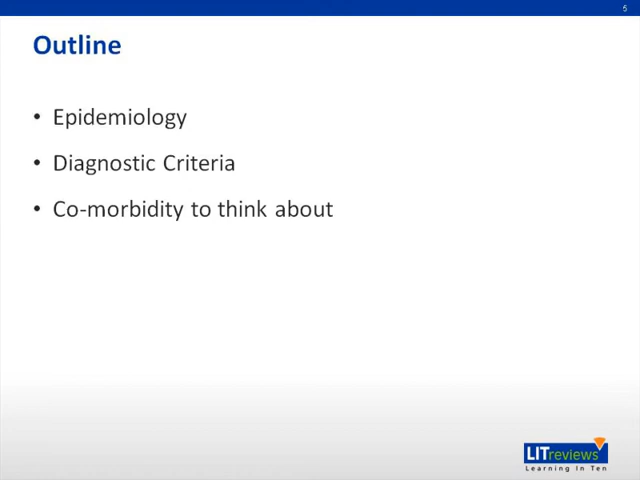 5
Outline
• Epidemiology
• Diagnostic Criteria
• Co-morbidity to think about
LITreviews
Learning In Ten